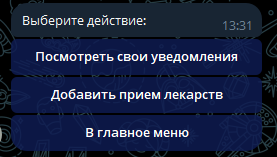 Выберите действие:
13:31
Посмотреть свои уведомления
Добавить прием лекарств
В главное меню